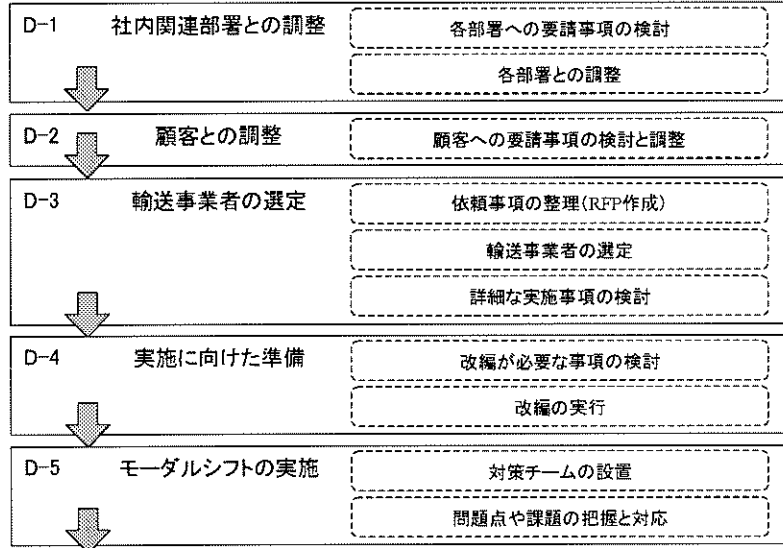 D-1 社内関連部署との調整
各部署への要請事項の検討
各部署との調整
D-2 顧客との調整
顧客への要請事項の検討と調整
D-3 輸送事業者の選定
依頼事項の整理(RFP作成)
輸送事業者の選定
詳細な実施事項の検討
D-4 実施に向けた準備
改編が必要な事項の検討
改編の実行
D-5 モーダルシフトの実施
対策チームの設置
問題点や課題の把握と対応